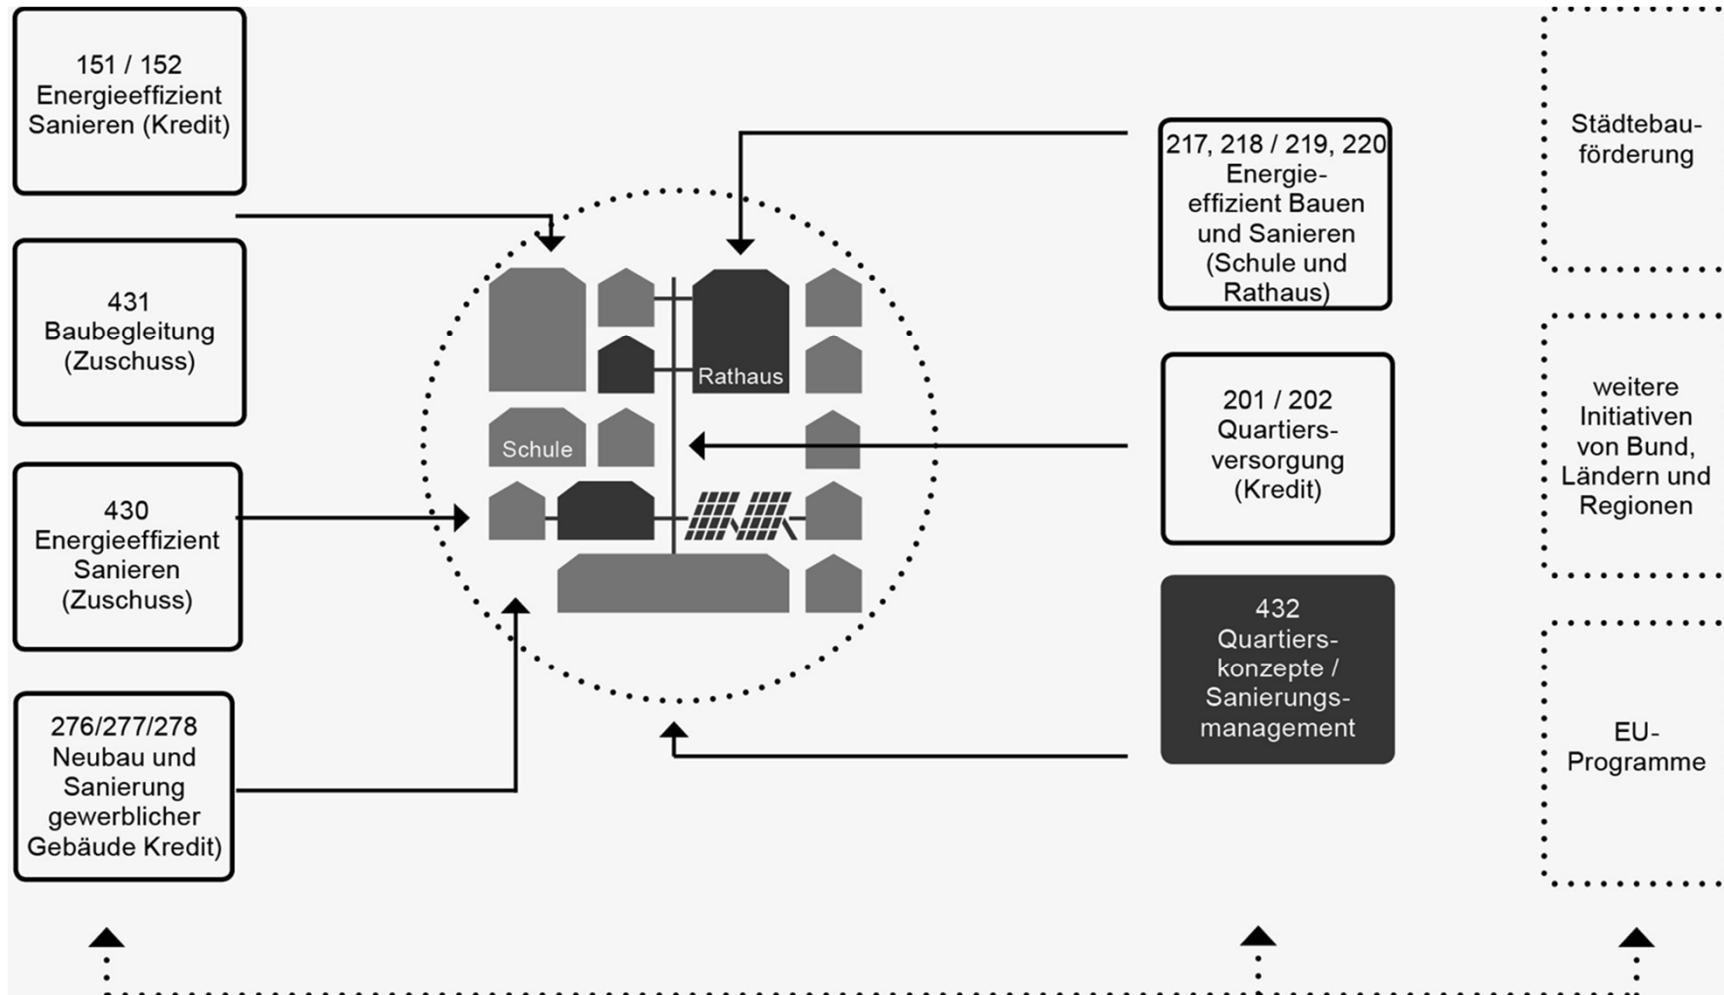 151 / 152
Energieeffizient
Sanieren (Kredit)
431
Baubegleitung
(Zuschuss)
430
Energieeffizient
Sanieren
(Zuschuss)
276/277/278
Neubau und
Sanierung
gewerblicher
Gebäude Kredit)
Rathaus
Schule
217, 218 / 219, 220
Energie-
effizient Bauen
und Sanieren
(Schule und
Rathaus)
201 / 202
Quartiers-
versorgung
(Kredit)
432
Quartiers-
konzepte /
Sanierungs-
management
Städtebau-
förderung
weitere
Initiativen
von Bund,
Ländern und
Regionen
EU-
Programme